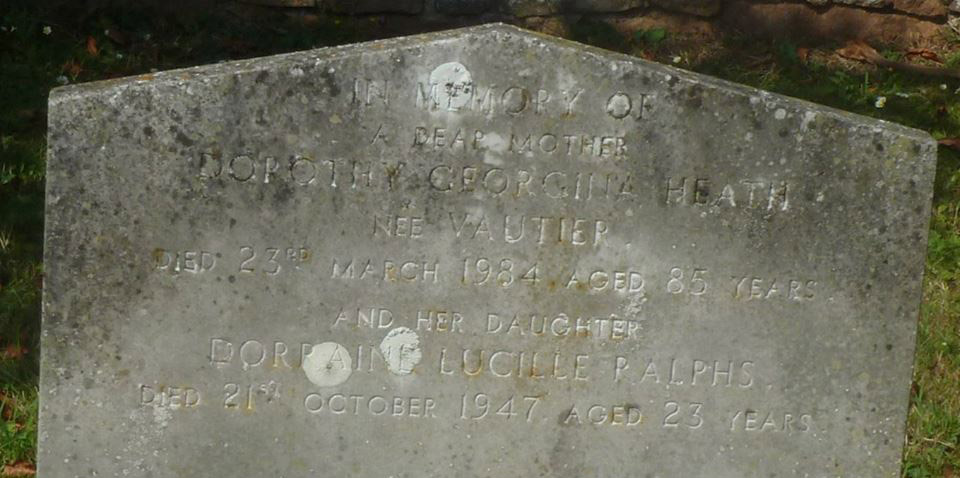 IN MEMORY OF
A DEAR MOTHER
DOROTHY GEORGINA HEATH
NEE VAUTIER
DIED 23RD MARCH 1984 AGED 85 YEARS
AND HER DAUGHTER
DORRAINE LUCILLE RALPHS
DIED 21ST OCTOBER 1947 AGED 23 YEARS